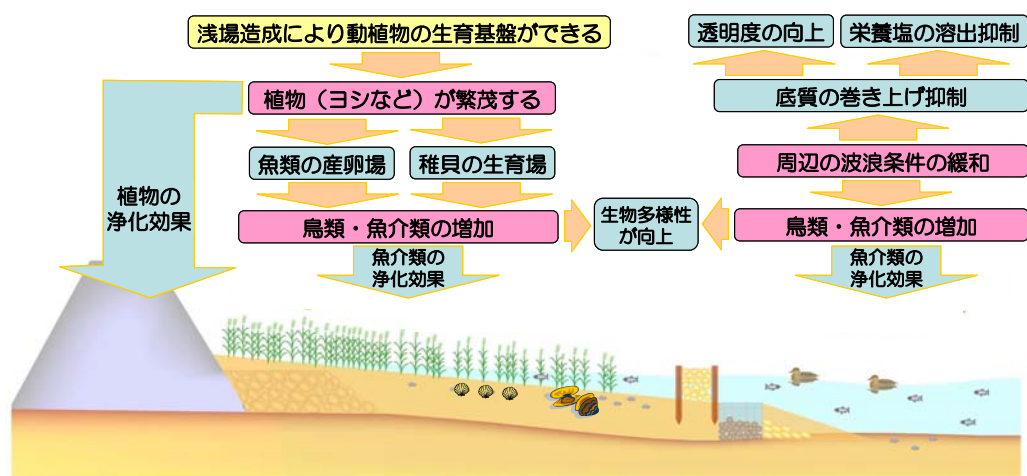 浅場造成により動植物の生育基盤ができる
植物（ヨシなど）が繁茂する
魚類の産卵場
稚貝の生育場
植物の
浄化効果
鳥類・魚介類の増加
魚介類の
浄化効果
生物多様性
が向上
透明度の向上
栄養塩の溶出抑制
底質の巻き上げ抑制
周辺の波浪条件の緩和
鳥類・魚介類の増加
魚介類の
浄化効果